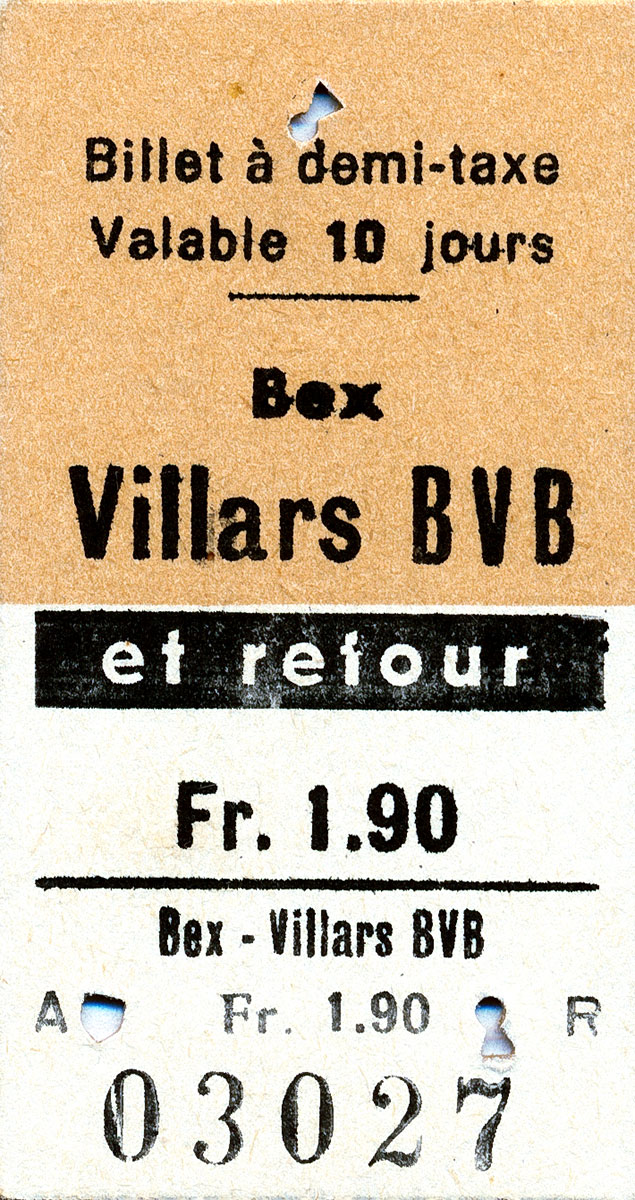 Billet à demi-taxe
Valable 10 jours
Bex
Villars BVB
et retour
Fr. 1.90
Bex - Villars BVB
A Fr. 1.90 R
03027